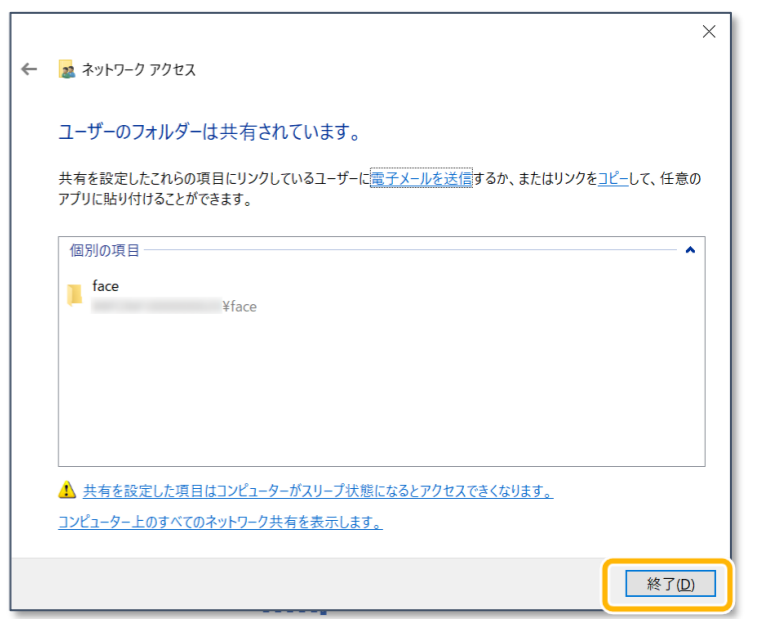 ネットワーク アクセス
ユーザーのフォルダーは共有されています。
共有を設定したこれらの項目にリンクしているユーザーに電子メールを送信するか、またはリンクをコピーして、任意の
アプリに貼り付けることができます。
個別の項目
face
¥face
共有を設定した項目はコンピューターがスリープ状態になるとアクセスできくなります。
コンピューター上のすべてのネットワーク共有を表示します。
終了(D)